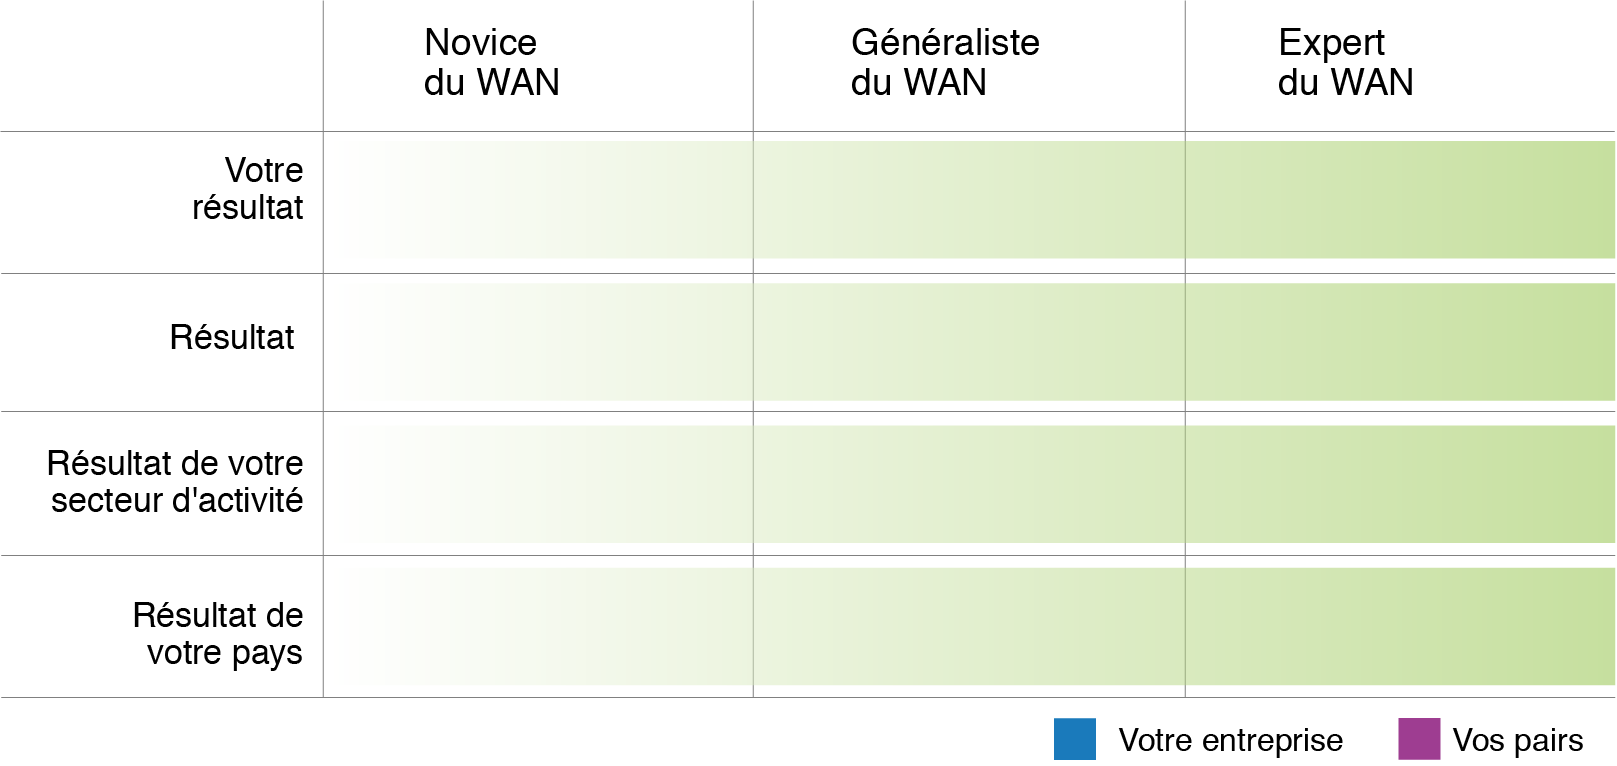 Novice
du WAN
Généraliste
du WAN
Expert
du WAN
Votre
résultat
Résultat
Résultat de votre
secteur d'activité
Résultat de
votre pays
Votre entreprise
Vos pairs